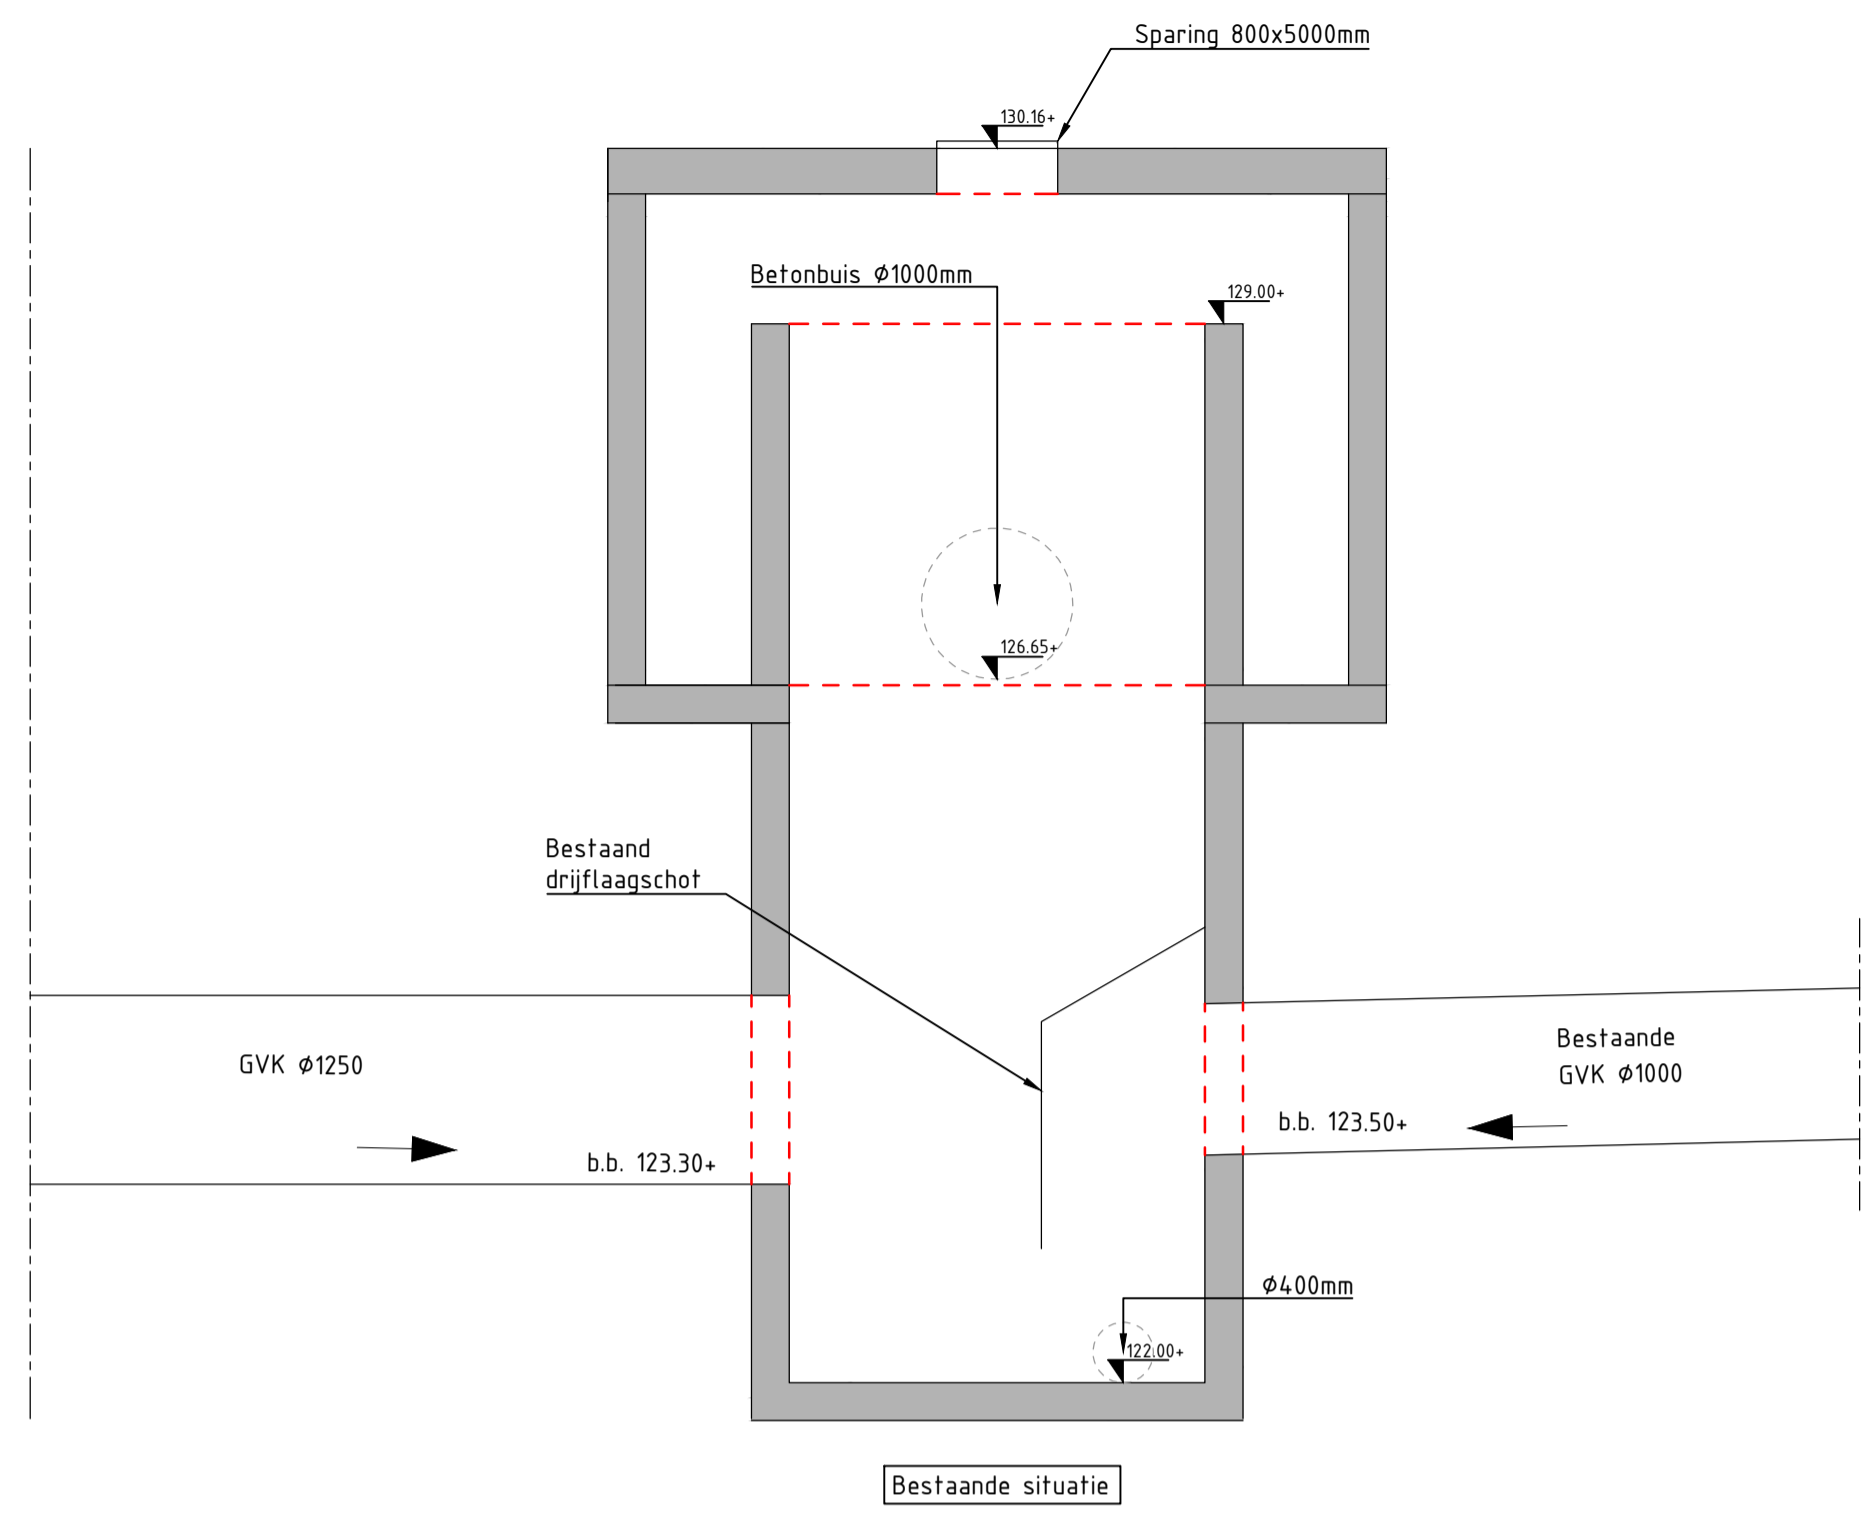 Sparing 800x5000mm
130.16+
Betonbuis Ø1000mm
129.00+
126.65+
Bestaand
drijflaagschot
GVK Ø1250
b.b. 123.30+
Bestaande
GVK Ø1000
b.b. 123.50+
Ø400mm
122.00+
Bestaande situatie